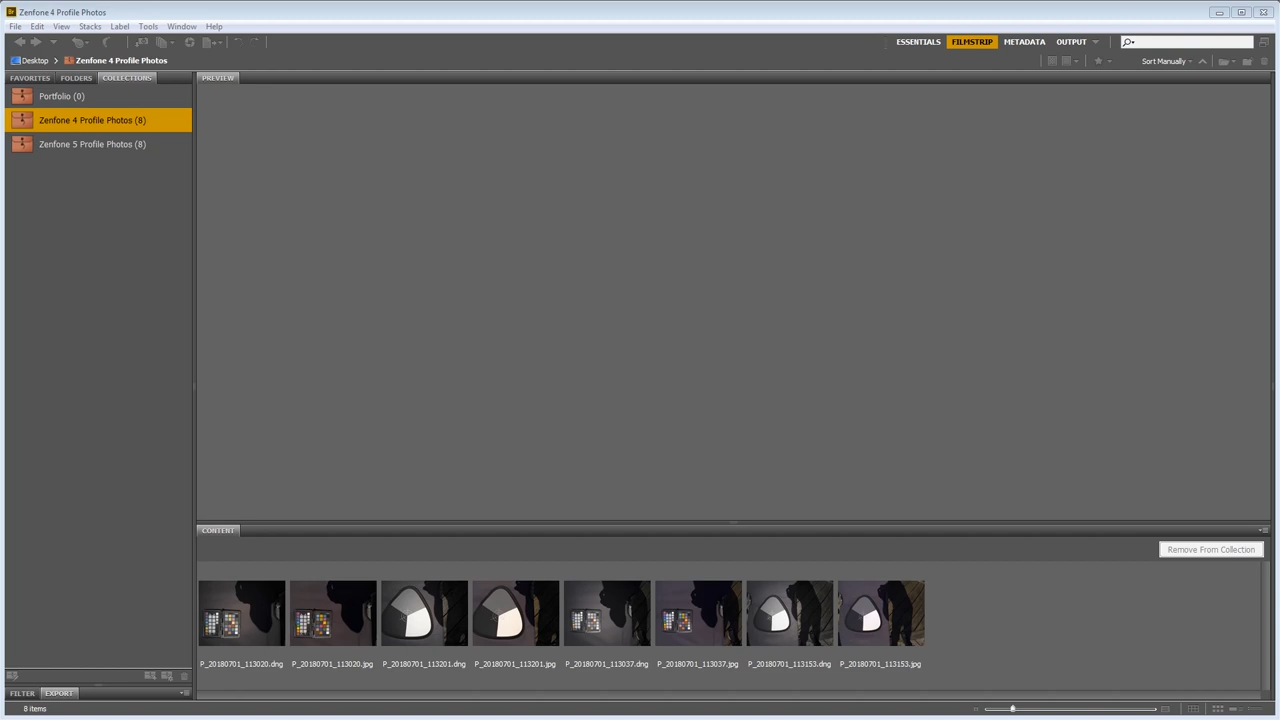 Br Zenfone 4 Profile Photos
File Edit View Stacks Label Tools Window Help
ESSENTIALS FILMSTRIP METADATA OUTPUT
Desktop Zenfone 4 Profile Photos
Sort Manually
FAVORITES FOLDERS COLLECTIONS PREVIEW
Portfolio (0)
Zenfone 4 Profile Photos (8)
Zenfone 5 Profile Photos (8)
CONTENT
Remove From Collection
P_20180701_113020.dng P_20180701_113020.jpg P_20180701_113201.dng P_20180701_113201.jpg P_20180701_113037.dng P_20180701_113037.jpg P_20180701_113153.dng P_20180701_113153.jpg
FILTER EXPORT
8 items